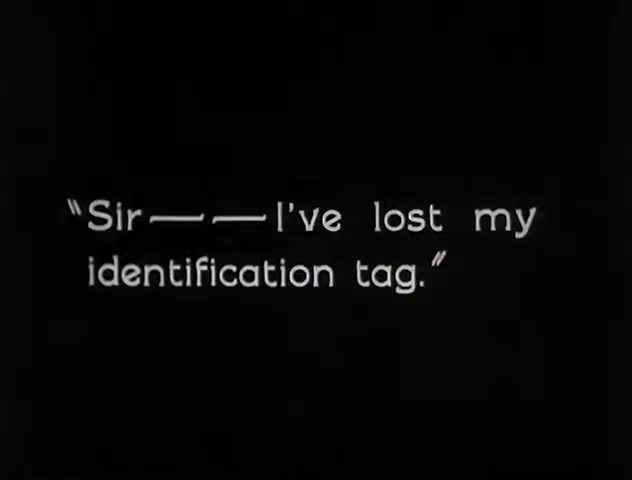 "Sir — — I've lost my
identification tag."